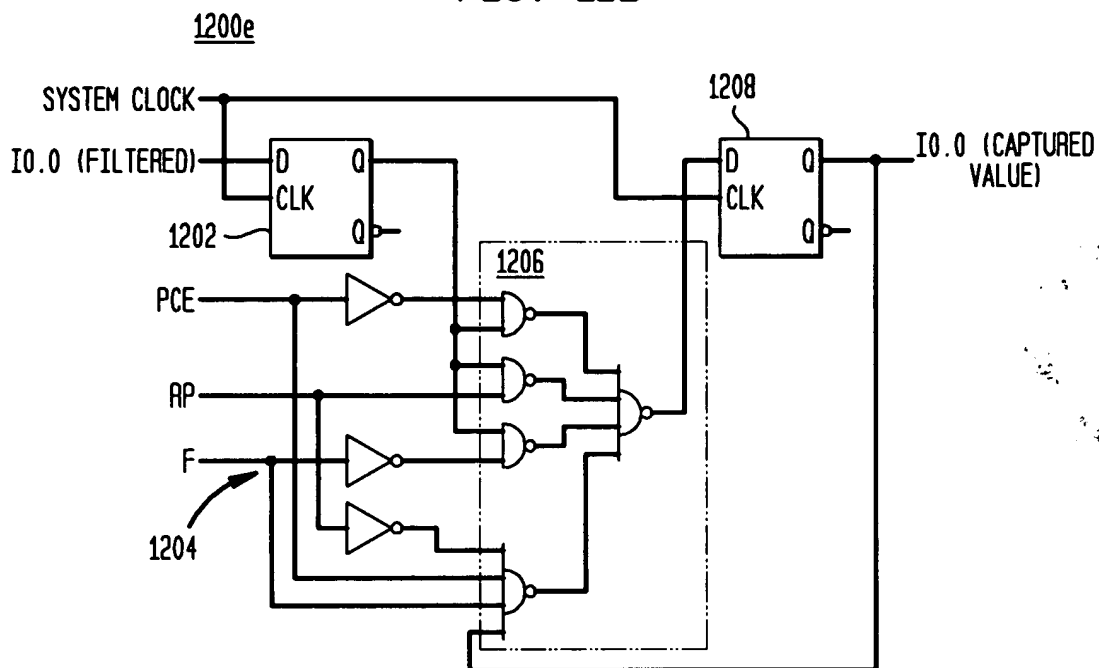 1200e
SYSTEM CLOCK
1208
I0.0 (FILTERED)
D
Q
CLK
Q
1202
D
Q
CLK
Q
I0.0 (CAPTURED
VALUE)
1206
PCE
AP
F
1204